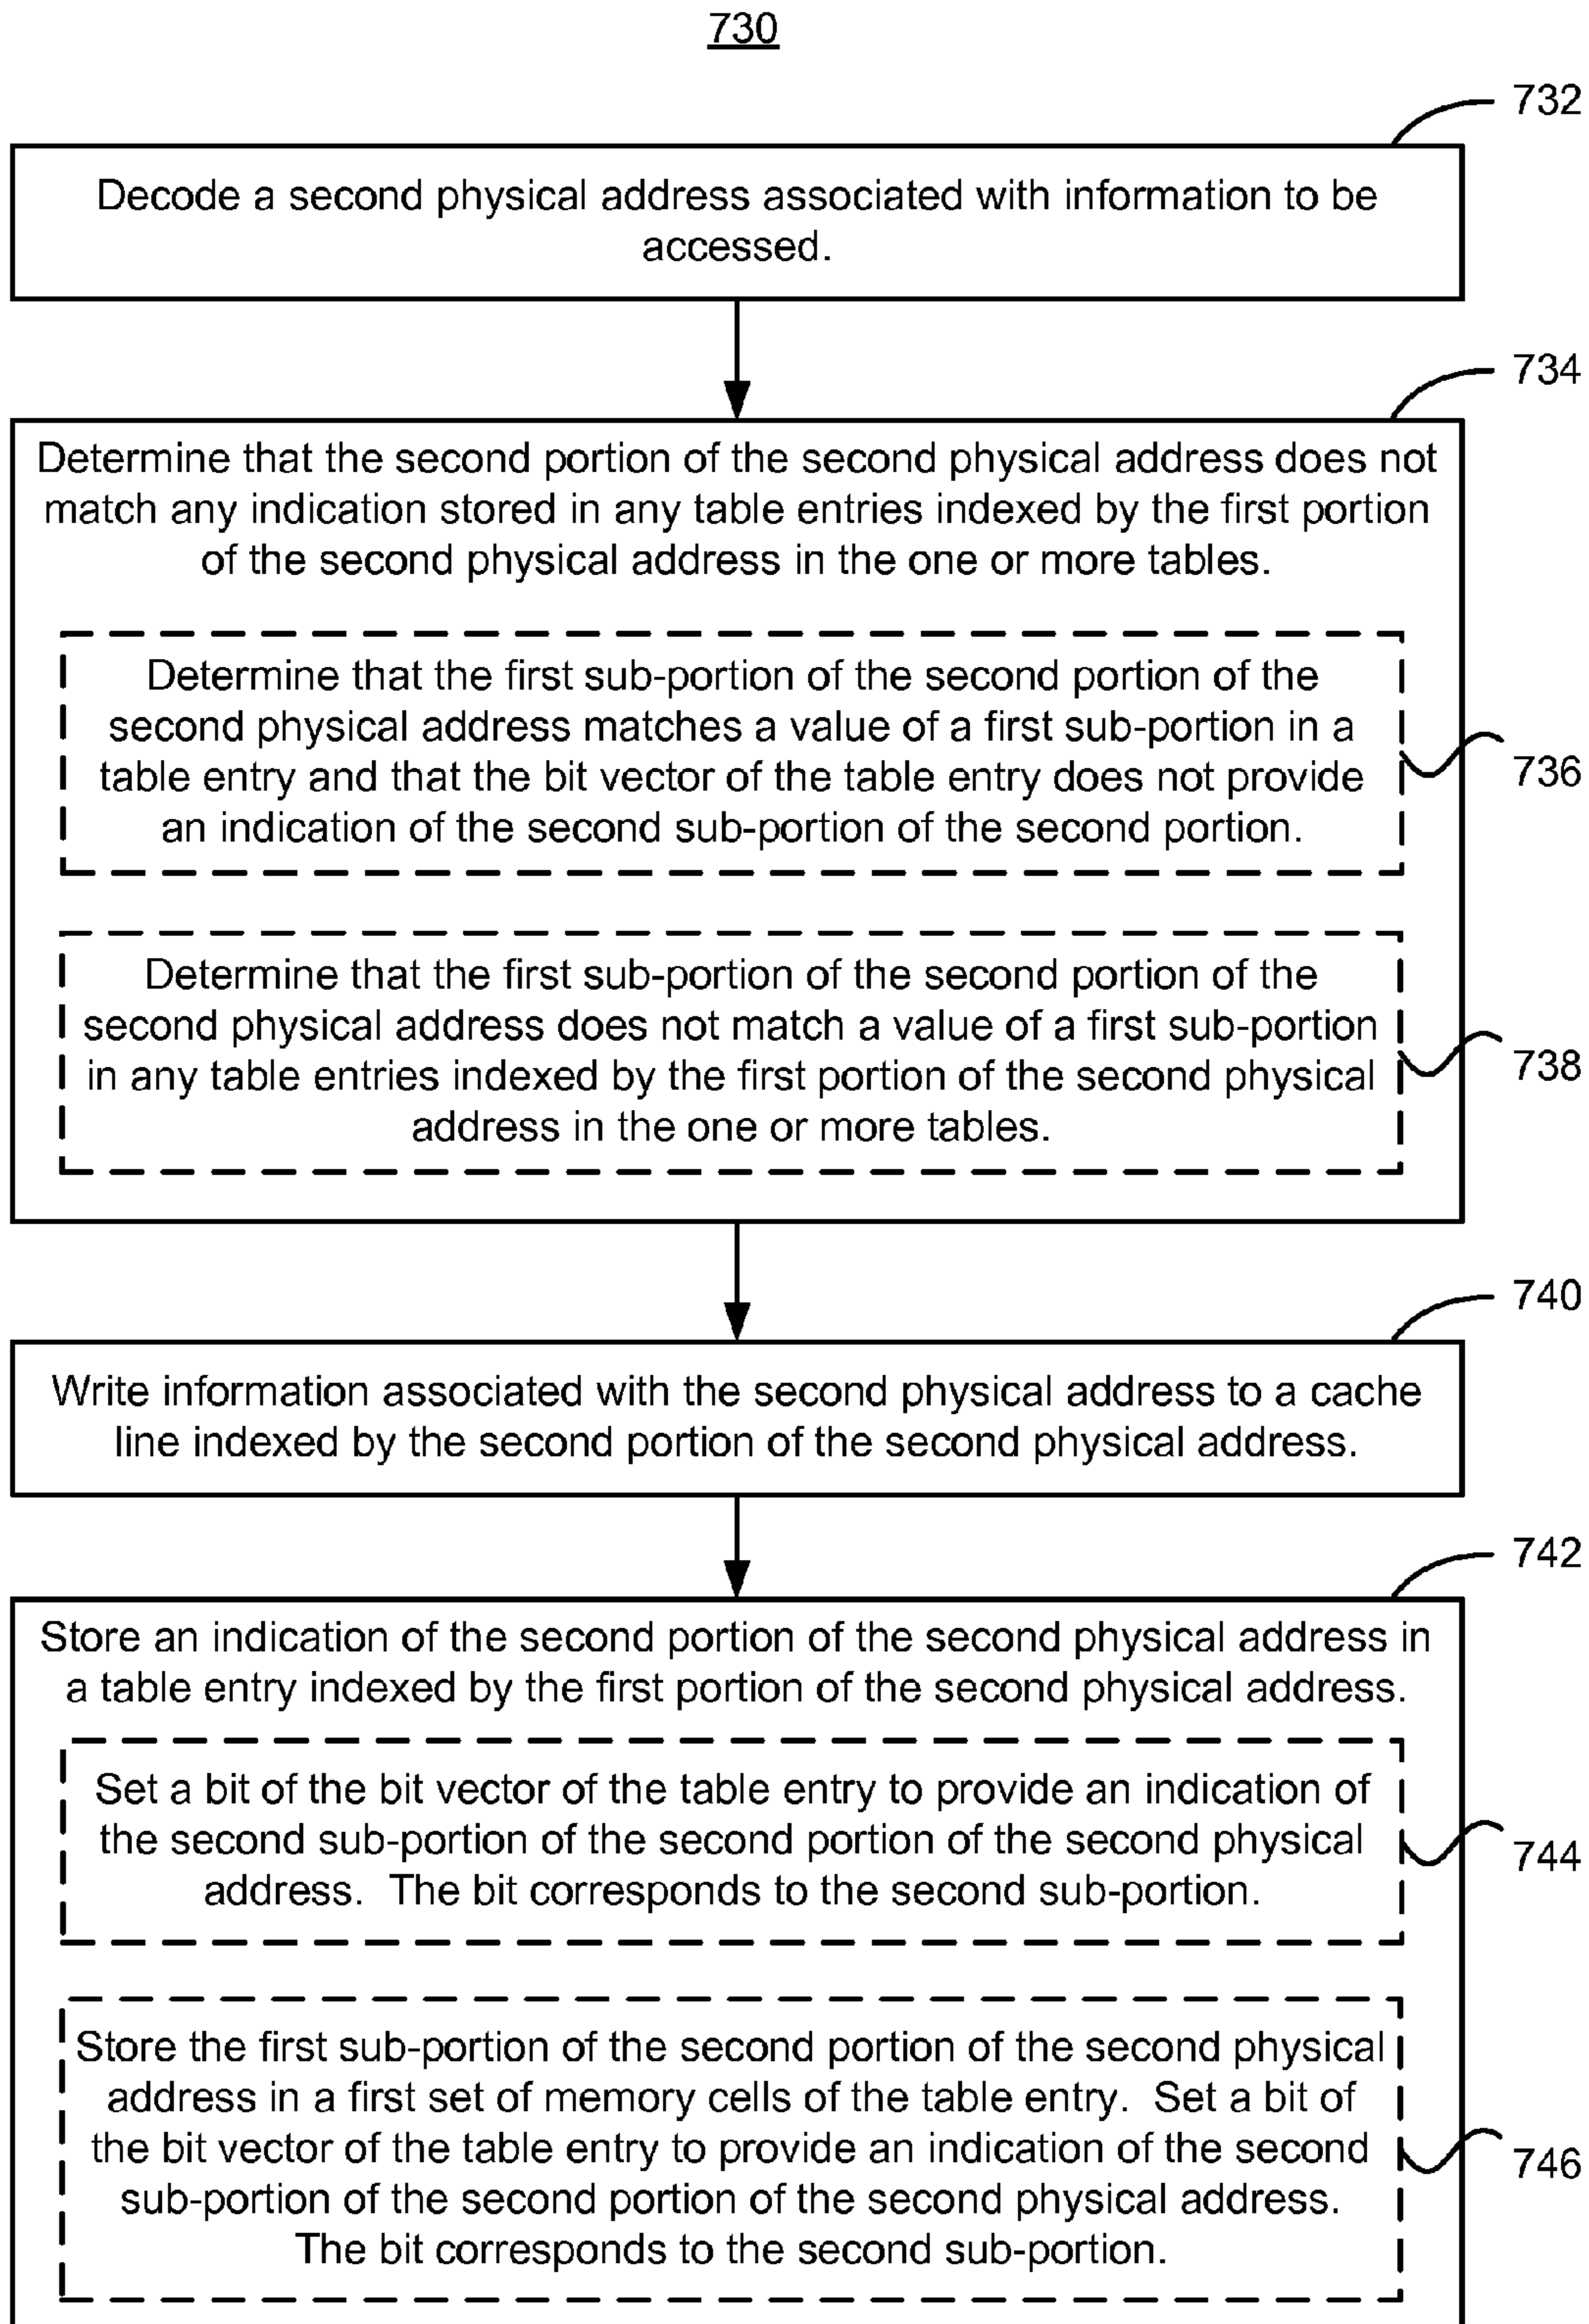 730
732
Decode a second physical address associated with information to be
accessed.
734
Determine that the second portion of the second physical address does not
match any indication stored in any table entries indexed by the first portion
of the second physical address in the one or more tables.
Determine that the first sub-portion of the second portion of the
second physical address matches a value of a first sub-portion in a
table entry and that the bit vector of the table entry does not provide
an indication of the second sub-portion of the second portion.
736
Determine that the first sub-portion of the second portion of the
second physical address does not match a value of a first sub-portion
in any table entries indexed by the first portion of the second physical
address in the one or more tables.
738
740
Write information associated with the second physical address to a cache
line indexed by the second portion of the second physical address.
742
Store an indication of the second portion of the second physical address in
a table entry indexed by the first portion of the second physical address.
Set a bit of the bit vector of the table entry to provide an indication of
the second sub-portion of the second portion of the second physical
address. The bit corresponds to the second sub-portion.
744
Store the first sub-portion of the second portion of the second physical
address in a first set of memory cells of the table entry. Set a bit of
the bit vector of the table entry to provide an indication of the second
sub-portion of the second portion of the second physical address.
The bit corresponds to the second sub-portion.
746